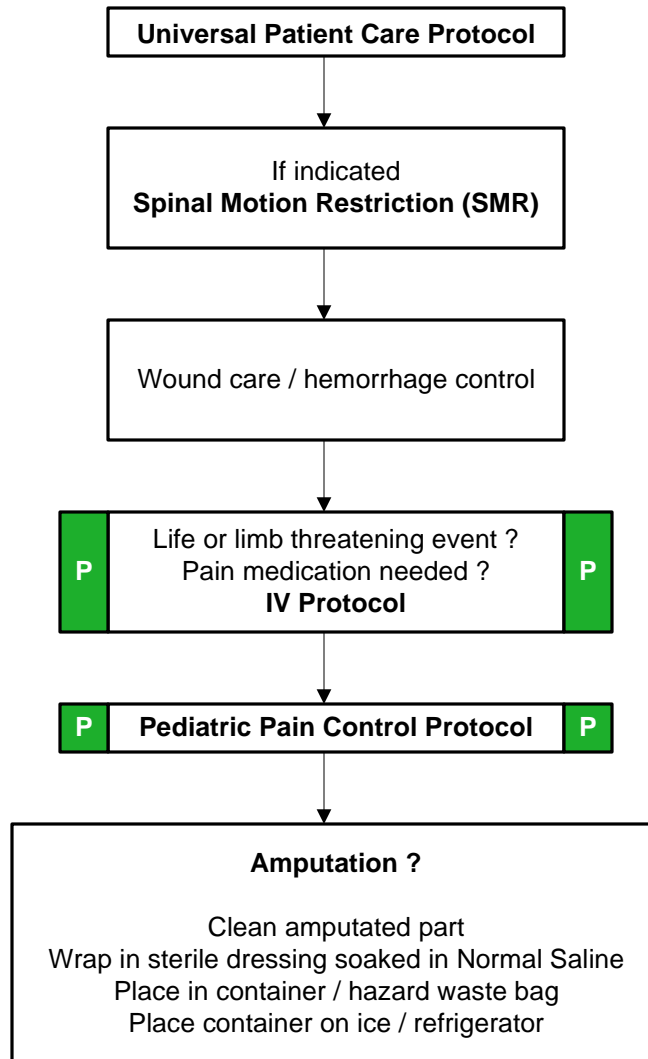 Universal Patient Care Protocol
If indicated
Spinal Motion Restriction (SMR)
Wound care / hemorrhage control
P
Life or limb threatening event ?
Pain medication needed ?
IV Protocol
P
P
Pediatric Pain Control Protocol
P
Amputation ?
Clean amputated part
Wrap in sterile dressing soaked in Normal Saline
Place in container / hazard waste bag
Place container on ice / refrigerator